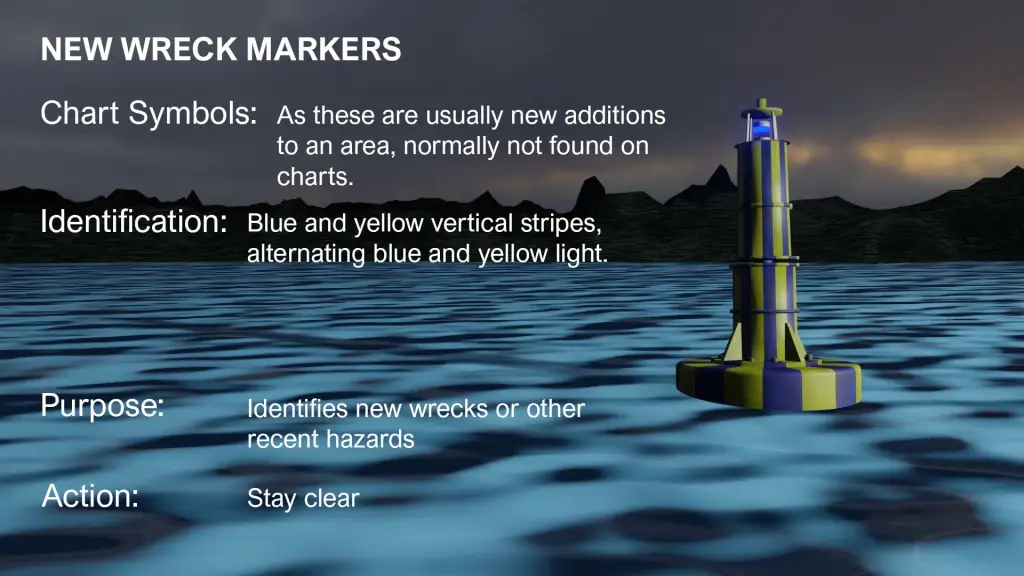 NEW WRECK MARKERS
Chart Symbols: As these are usually new additions
to an area, normally not found on
charts.
Identification: Blue and yellow vertical stripes,
alternating blue and yellow light.
Purpose: Identifies new wrecks or other
recent hazards
Action: Stay clear